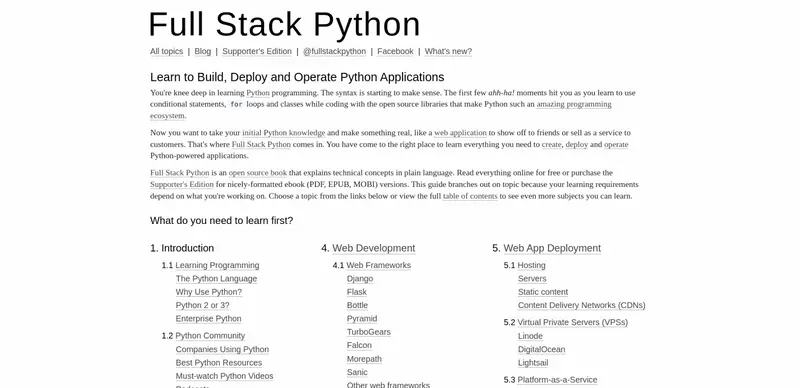 Full Stack Python
All topics | Blog | Supporter's Edition | @fullstackpython | Facebook | What's new?
Learn to Build, Deploy and Operate Python Applications
You're knee deep in learning Python programming. The syntax is starting to make sense. The first few ahh-ha! moments hit you as you learn to use
conditional statements, for loops and classes while coding with the open source libraries that make Python such an amazing programming
ecosystem.
Now you want to take your initial Python knowledge and make something real, like a web application to show off to friends or sell as a service to
customers. That's where Full Stack Python comes in. You have come to the right place to learn everything you need to create, deploy and operate
Python-powered applications.
Full Stack Python is an open source book that explains technical concepts in plain language. Read everything online for free or purchase the
Supporter's Edition for nicely-formatted ebook (PDF, EPUB, MOBI) versions. This guide branches out on topic because your learning requirements
depend on what you're working on. Choose a topic from the links below or view the full table of contents to see even more subjects you can learn.
What do you need to learn first?
1. Introduction
1.1 Learning Programming
The Python Language
Why Use Python?
Python 2 or 3?
Enterprise Python
1.2 Python Community
Companies Using Python
Best Python Resources
Must-watch Python Videos
4. Web Development
4.1 Web Frameworks
Django
Flask
Bottle
Pyramid
TurboGears
Falcon
Morepath
Sanic
Other web frameworks
5. Web App Deployment
5.1 Hosting
Servers
Static content
Content Delivery Networks (CDNs)
5.2 Virtual Private Servers (VPSs)
Linode
DigitalOcean
Lightsail
5.3 Platform-as-a-Service